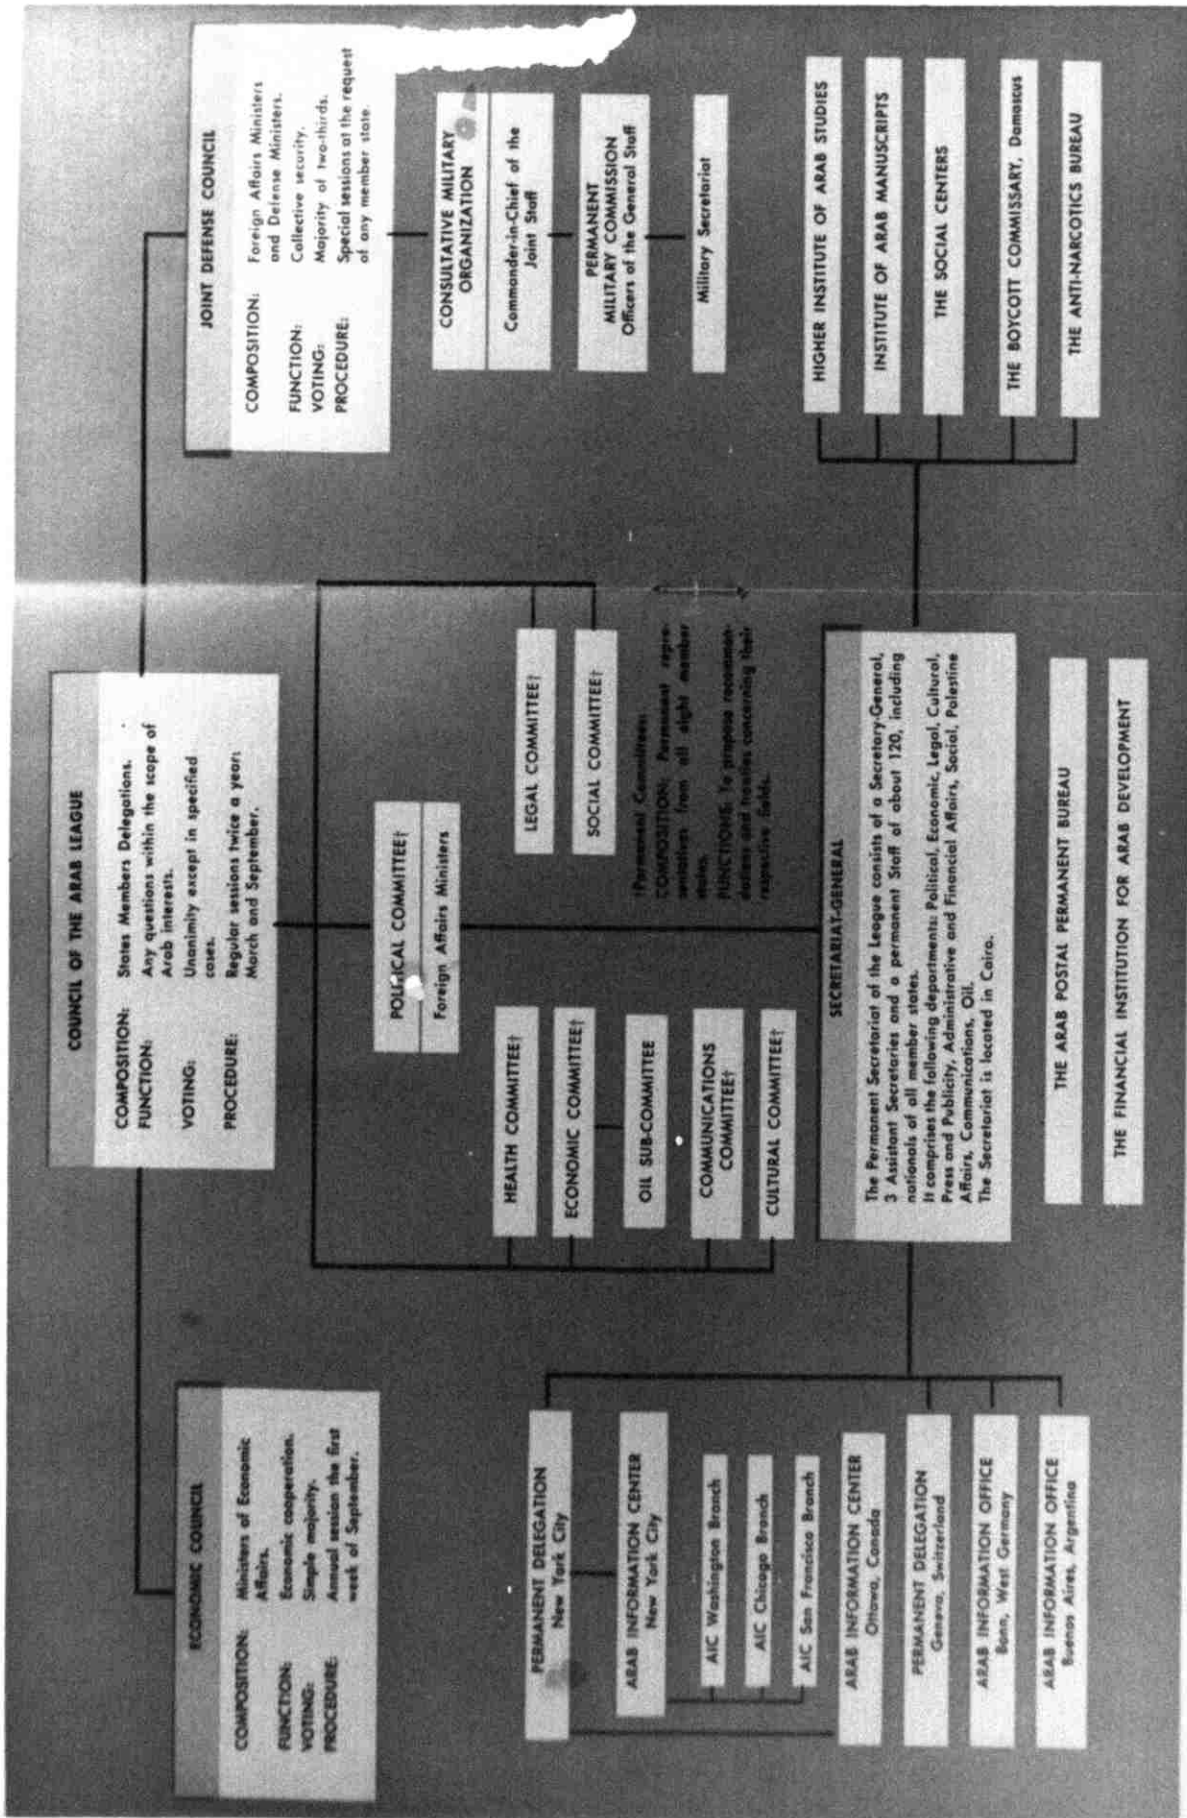 COUNCIL OF THE ARAB LEAGUE
COMPOSITION: States Members Delegations.
FUNCTION: Any questions within the scope of
Arab interests.
VOTING: Unanimity except in specified
cases.
PROCEDURE: Regular sessions twice a year:
March and September.
ECONOMIC COUNCIL
COMPOSITION: Ministers of Economic
Affairs.
FUNCTION: Economic cooperation.
VOTING: Simple majority.
PROCEDURE: Annual session the first
week of September.
JOINT DEFENSE COUNCIL
COMPOSITION: Foreign Affairs Ministers
and Defense Ministers.
FUNCTION: Collective security.
VOTING: Majority of two-thirds.
PROCEDURE: Special sessions at the request
of any member state.
CONSULTATIVE MILITARY
ORGANIZATION
Commander-in-Chief of the
Joint Staff
PERMANENT
MILITARY COMMISSION
Officers of the General Staff
Military Secretariat
POLITICAL COMMITTEE†
Foreign Affairs Ministers
HEALTH COMMITTEE†
ECONOMIC COMMITTEE†
OIL SUB-COMMITTEE
COMMUNICATIONS
COMMITTEE†
CULTURAL COMMITTEE†
LEGAL COMMITTEE†
SOCIAL COMMITTEE†
†Permanent Committees:
COMPOSITION: Permanent repre-
sentatives from all eight member
states.
FUNCTIONS: To propose recommen-
dations and treaties concerning their
respective fields.
SECRETARIAT-GENERAL
The Permanent Secretariat of the League consists of a Secretary-General,
3 Assistant Secretaries and a permanent Staff of about 120, including
nationals of all member states.
It comprises the following departments: Political, Economic, Legal, Cultural,
Press and Publicity, Administrative and Financial Affairs, Social, Palestine
Affairs, Communications, Oil.
The Secretariat is located in Cairo.
PERMANENT DELEGATION
New York City
ARAB INFORMATION CENTER
New York City
AIC Washington Branch
AIC Chicago Branch
AIC San Francisco Branch
ARAB INFORMATION CENTER
Ottawa, Canada
PERMANENT DELEGATION
Geneva, Switzerland
ARAB INFORMATION OFFICE
Bonn, West Germany
ARAB INFORMATION OFFICE
Buenos Aires, Argentina
HIGHER INSTITUTE OF ARAB STUDIES
INSTITUTE OF ARAB MANUSCRIPTS
THE SOCIAL CENTERS
THE BOYCOTT COMMISSARY, Damascus
THE ANTI-NARCOTICS BUREAU
THE ARAB POSTAL PERMANENT BUREAU
THE FINANCIAL INSTITUTION FOR ARAB DEVELOPMENT